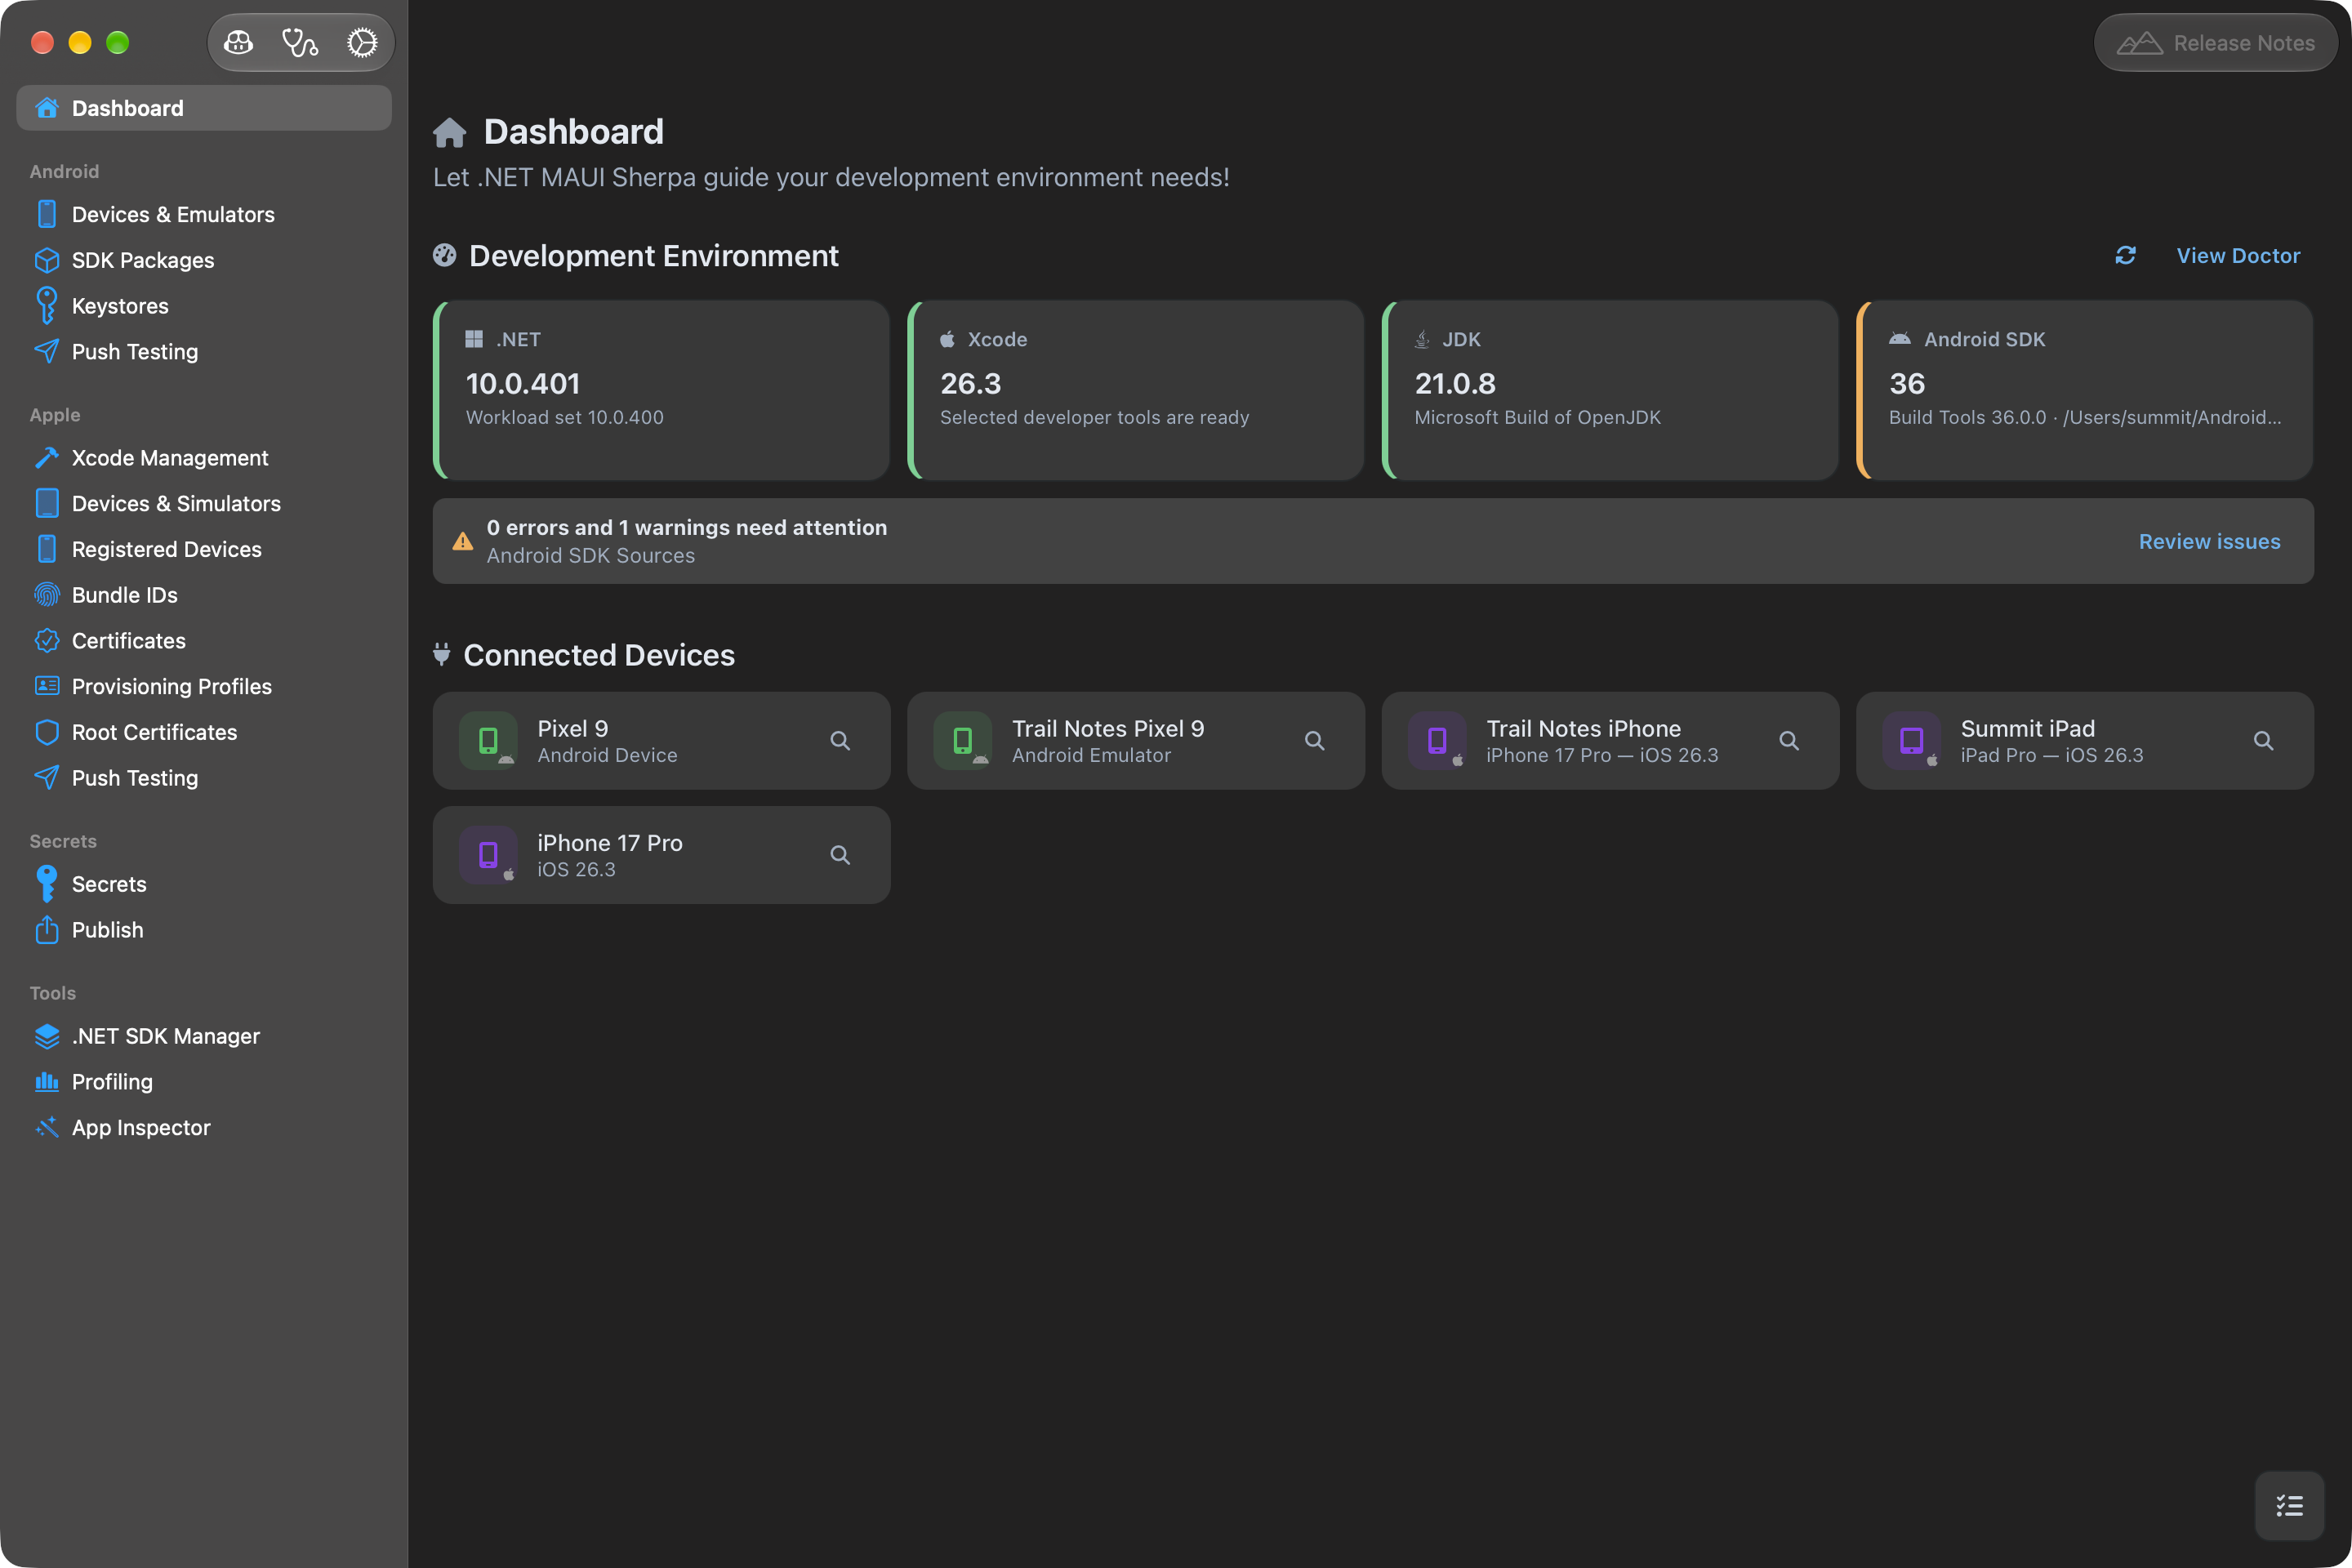 Release Notes
Dashboard
Android
Devices & Emulators
SDK Packages
Keystores
Push Testing
Apple
Xcode Management
Devices & Simulators
Registered Devices
Bundle IDs
Certificates
Provisioning Profiles
Root Certificates
Push Testing
Secrets
Secrets
Publish
Tools
.NET SDK Manager
Profiling
App Inspector
Dashboard
Let .NET MAUI Sherpa guide your development environment needs!
Development Environment
View Doctor
.NET
10.0.401
Workload set 10.0.400
Xcode
26.3
Selected developer tools are ready
JDK
21.0.8
Microsoft Build of OpenJDK
Android SDK
36
Build Tools 36.0.0 · /Users/summit/Android...
0 errors and 1 warnings need attention
Android SDK Sources
Review issues
Connected Devices
Pixel 9
Android Device
Trail Notes Pixel 9
Android Emulator
Trail Notes iPhone
iPhone 17 Pro — iOS 26.3
Summit iPad
iPad Pro — iOS 26.3
iPhone 17 Pro
iOS 26.3